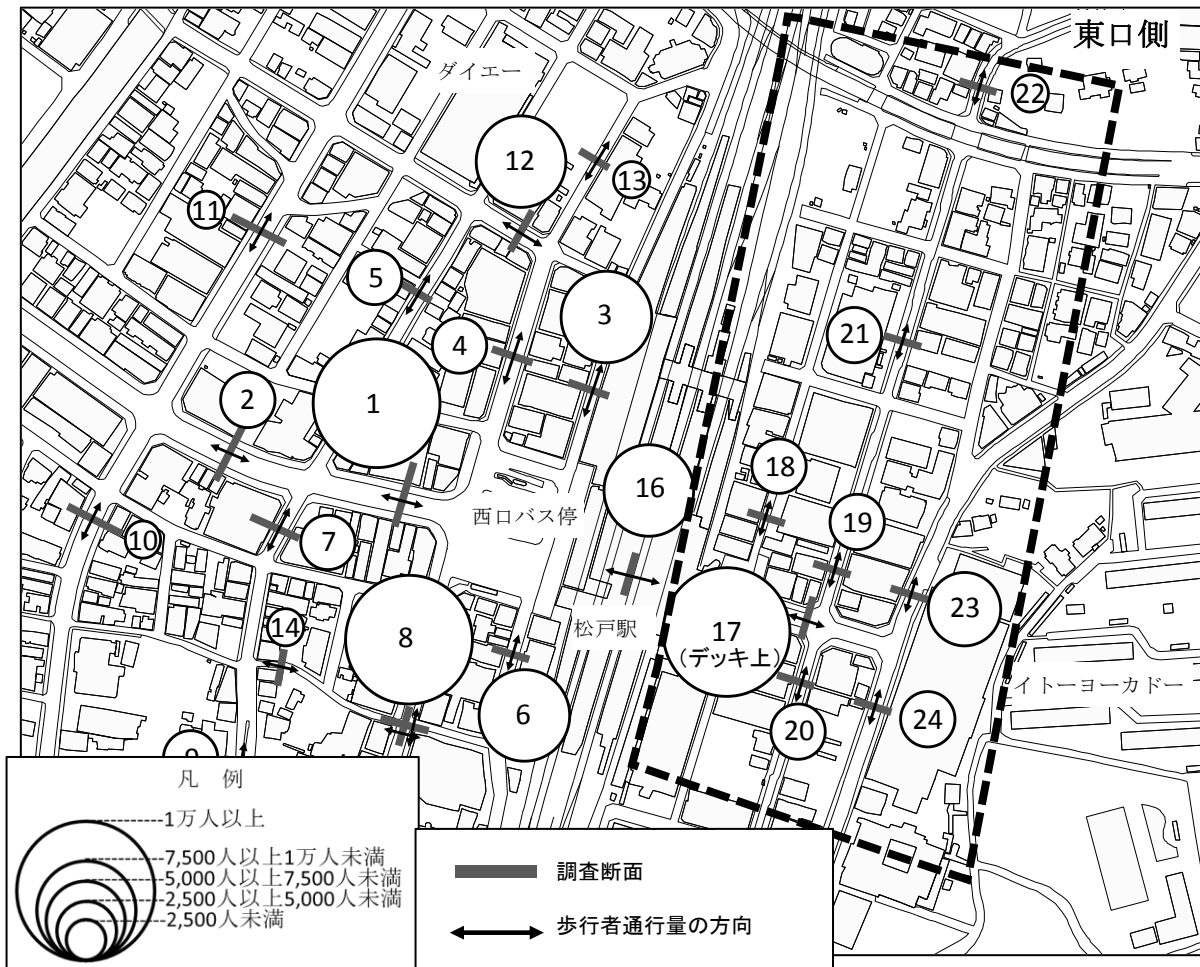 東口側
ダイエー
22
12
13
11
5
3
21
4
2
1
18
16
西口バス停
19
10
7
23
14
松戸駅
17
(デッキ上)
8
イトーヨーカドー
6
24
20
9
凡 例
1万人以上
7,500人以上1万人未満
5,000人以上7,500人未満
2,500人以上5,000人未満
2,500人未満
調査断面
歩行者通行量の方向